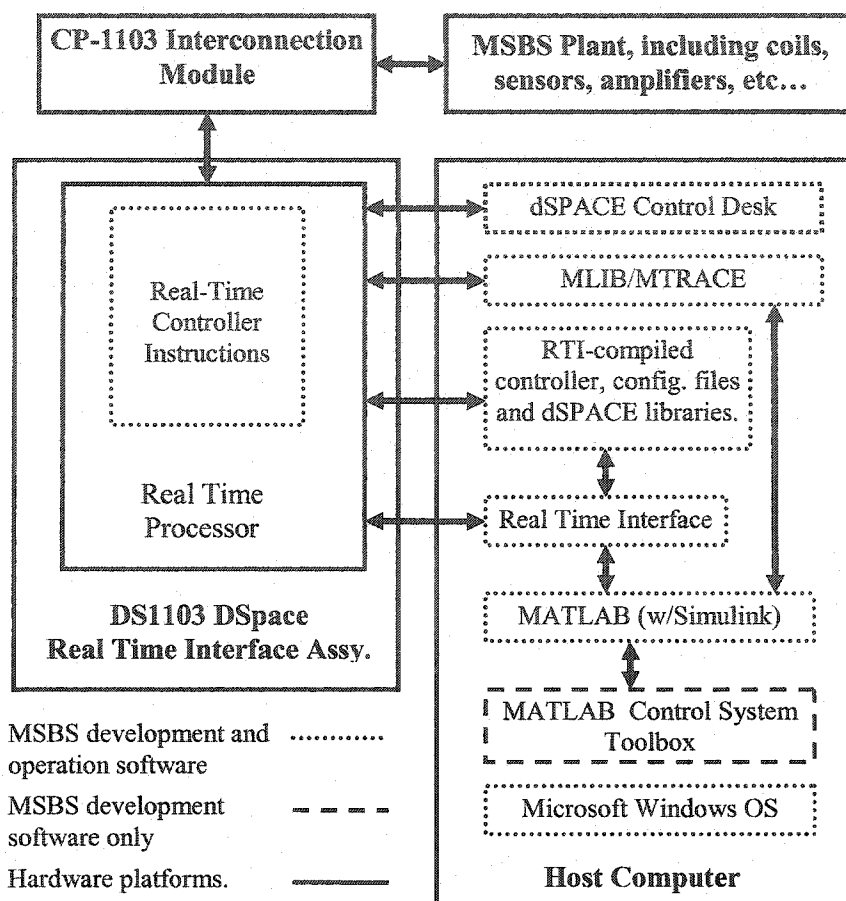 CP-1103 Interconnection
Module
MSBS Plant, including coils,
sensors, amplifiers, etc...
Real-Time
Controller
Instructions
Real Time
Processor
DS1103 DSpace
Real Time Interface Assy.
dSPACE Control Desk
MLIB/MTRACE
RTI-compiled
controller, config. files
and dSPACE libraries.
Real Time Interface
MATLAB (w/Simulink)
MATLAB Control System
Toolbox
Microsoft Windows OS
Host Computer
MSBS development and
operation software
MSBS development
software only
Hardware platforms.